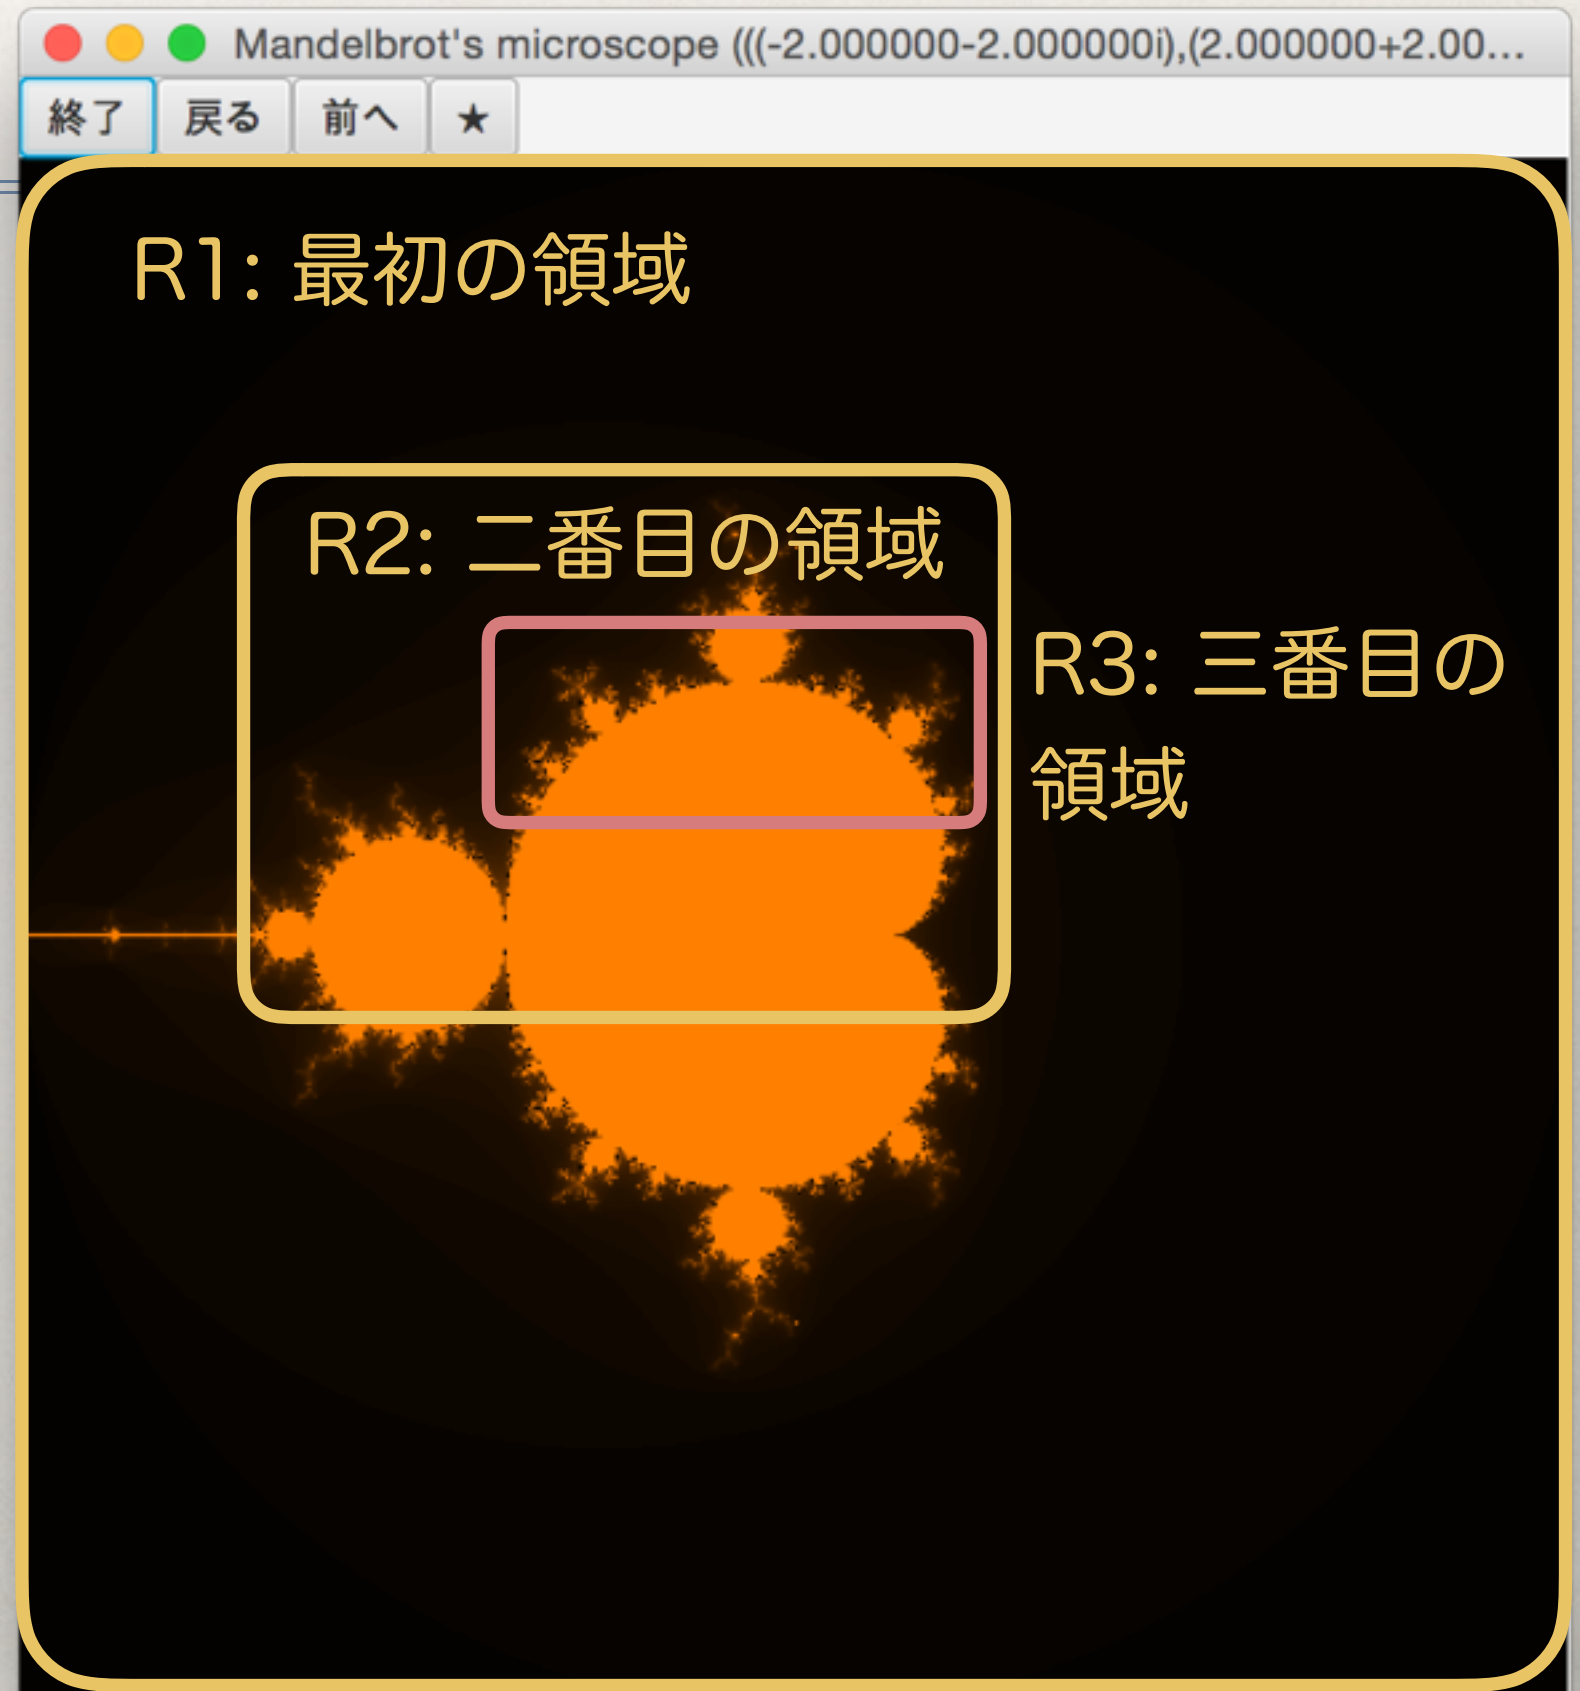 Mandelbrot's microscope (((-2.000000-2.000000i),(2.000000+2.00...
終了 戻る 前へ ★
R1: 最初の領域
R2: 二番目の領域
R3: 三番目の
領域